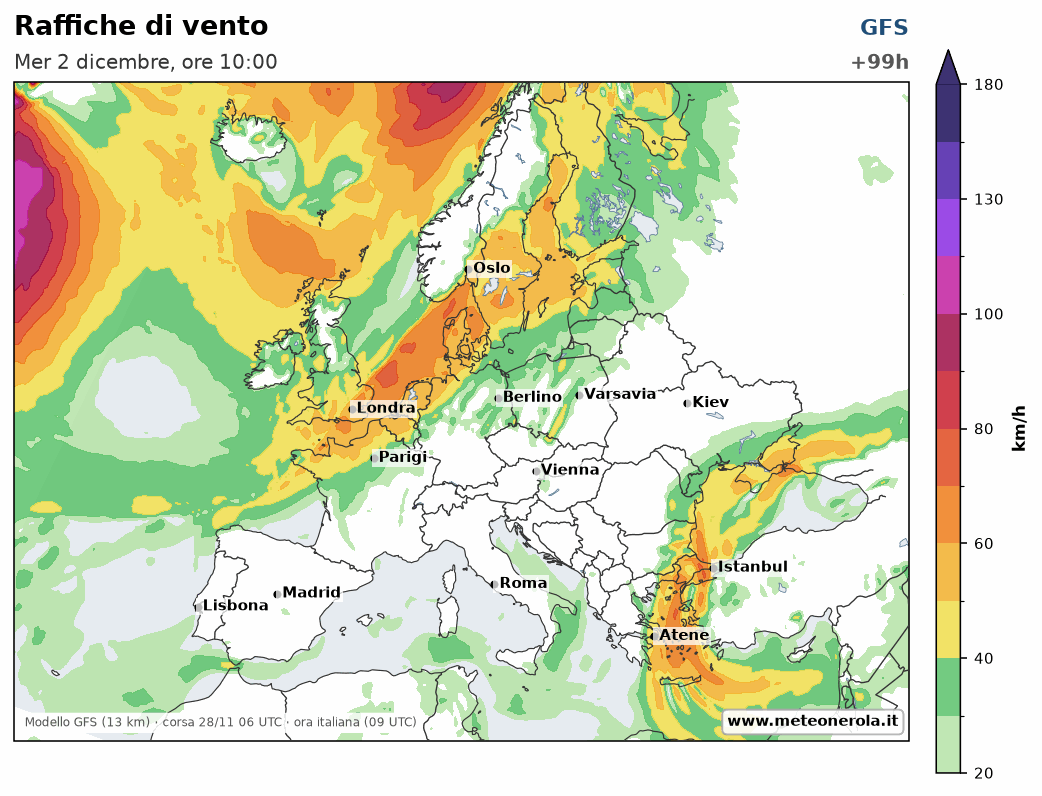 Raffiche di vento
GFS
Mer 2 dicembre, ore 10:00
+99h
180
130
100
80
60
40
20
km/h
Oslo
Londra
Berlino
Varsavia
Kiev
Parigi
Vienna
Istanbul
Roma
Madrid
Lisbona
Atene
Modello GFS (13 km) · corsa 28/11 06 UTC · ora italiana (09 UTC)
www.meteonerola.it